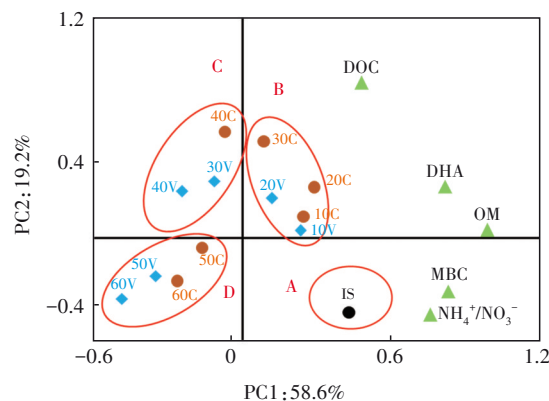 1.2
C
B
DOC
40C
30C
PC2:19.2%
0.4
30V
40V
20V
20C
DHA
10C
10V
OM
50C
50V
60V
60C
D
A
IS
MBC
NH₄⁺/NO₃⁻
-0.4
-0.6
0
0.6
1.2
PC1:58.6%